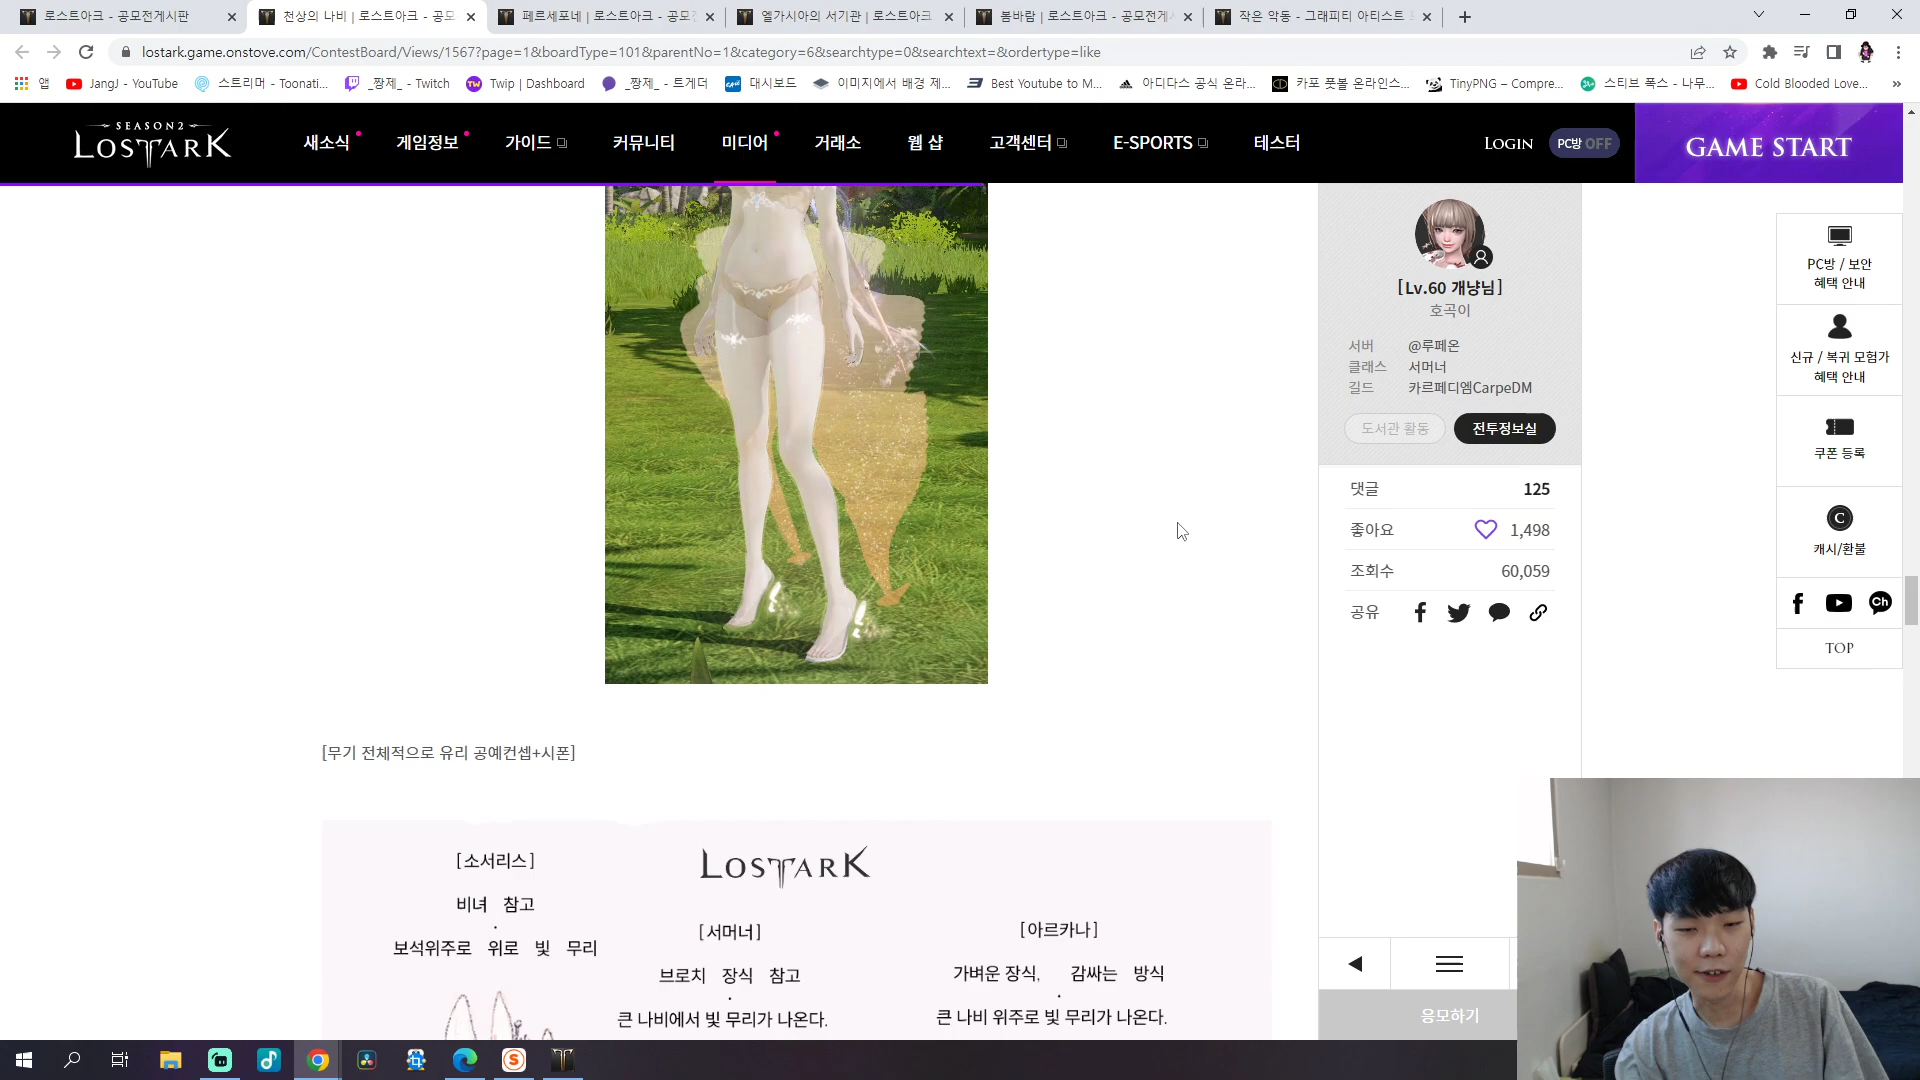 로스트아크 - 공모전게시판
천상의 나비 | 로스트아크 - 공모
페르세포네 | 로스트아크 - 공모전
엘가시아의 서기관 | 로스트아크
봄바람 | 로스트아크 - 공모전게시
작은 악동 - 그래피티 아티스트
lostark.game.onstove.com/ContestBoard/Views/1567?page=1&boardType=101&parentNo=1&category=6&searchtype=0&searchtext=&ordertype=like
앱
JangJ - YouTube
스트리머 - Toonati...
_짱제_ - Twitch
Twip | Dashboard
_짱제_ - 트게더
대시보드
이미지에서 배경 제...
Best Youtube to M...
아디다스 공식 온라...
카포 풋볼 온라인스...
TinyPNG – Compre...
스티브 폭스 - 나무...
Cold Blooded Love...
SEASON2
LOSTARK
새소식
게임정보
가이드
커뮤니티
미디어
거래소
웹 샵
고객센터
E-SPORTS
테스터
LOGIN
PC방 OFF
GAME START
[Lv.60 개냥님]
호곡이
서버 @루페온
클래스 서머너
길드 카르페디엠CarpeDM
도서관 활동
전투정보실
댓글 125
좋아요 1,498
조회수 60,059
공유
PC방 / 보안
혜택 안내
신규 / 복귀 모험가
혜택 안내
쿠폰 등록
C
캐시/환불
Ch
TOP
[무기 전체적으로 유리 공예컨셉+시폰]
LOSTARK
[소서리스]
비녀 참고
보석위주로 위로 빛 무리
[서머너]
브로치 장식 참고
큰 나비에서 빛 무리가 나온다.
[아르카나]
가벼운 장식, 감싸는 방식
큰 나비 위주로 빛 무리가 나온다.
응모하기